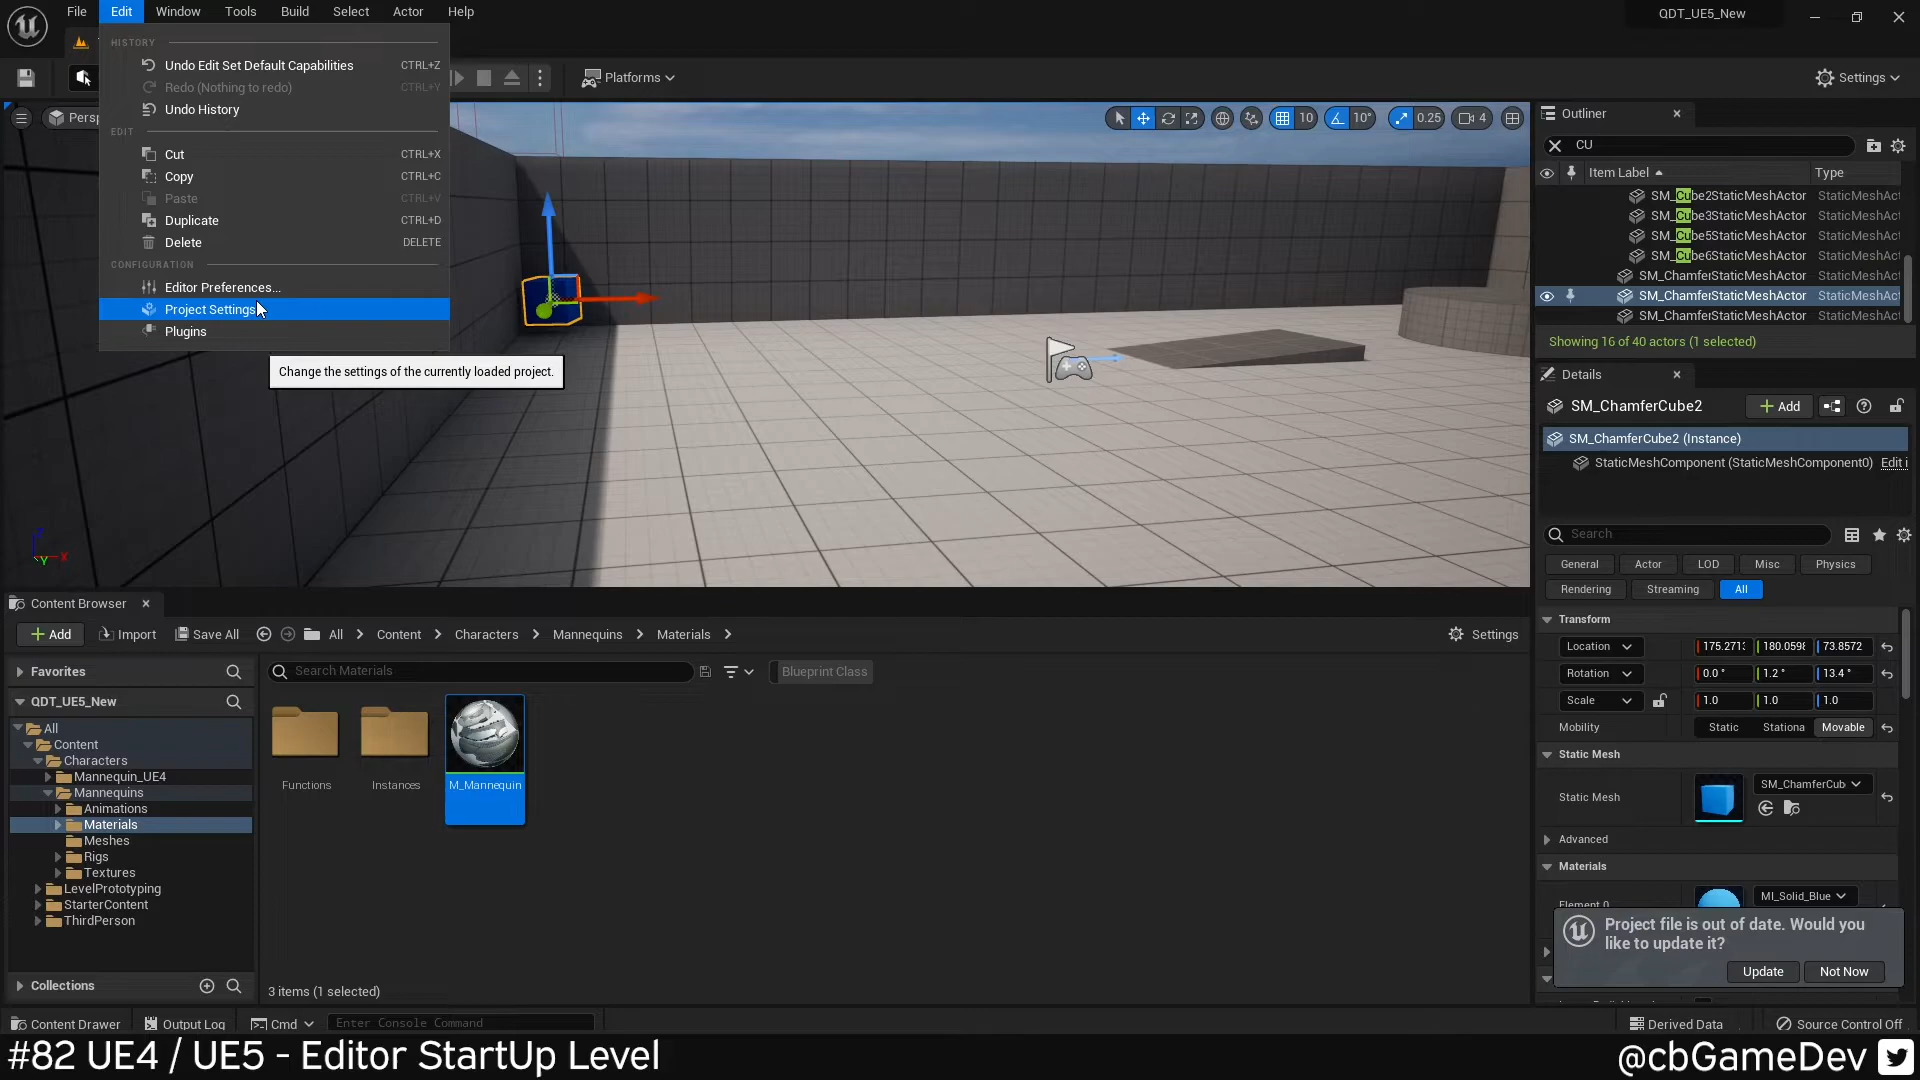 File Edit Window Tools Build Select Actor Help QDT_UE5_New
HISTORY
Undo Edit Set Default Capabilities CTRL+Z
Redo (Nothing to redo) CTRL+Y
Undo History
EDIT
Cut CTRL+X
Copy CTRL+C
Paste CTRL+V
Duplicate CTRL+D
Delete DELETE
CONFIGURATION
Editor Preferences...
Project Settings
Plugins
Change the settings of the currently loaded project.
Platforms
Settings
10 10° 0.25 4
Outliner
CU
Item Label Type
SM_Cube2StaticMeshActor StaticMeshAct
SM_Cube3StaticMeshActor StaticMeshAct
SM_Cube5StaticMeshActor StaticMeshAct
SM_Cube6StaticMeshActor StaticMeshAct
SM_ChamferStaticMeshActor StaticMeshAct
SM_ChamferStaticMeshActor StaticMeshAct
SM_ChamferStaticMeshActor StaticMeshAct
Showing 16 of 40 actors (1 selected)
Details
SM_ChamferCube2 Add
SM_ChamferCube2 (Instance)
StaticMeshComponent (StaticMeshComponent0) Edit i
Search
General Actor LOD Misc Physics
Rendering Streaming All
Transform
Location 175.271 180.059 73.8572
Rotation 0.0 ° 1.2 ° 13.4 °
Scale 1.0 1.0 1.0
Mobility Static Stationa Movable
Static Mesh
Static Mesh SM_ChamferCub
Advanced
Materials
Element 0 MI_Solid_Blue
Project file is out of date. Would you
like to update it?
Update Not Now
Content Browser
Add Import Save All All Content Characters Mannequins Materials Settings
Favorites
QDT_UE5_New
All
Content
Characters
Mannequin_UE4
Mannequins
Animations
Materials
Meshes
Rigs
Textures
LevelPrototyping
StarterContent
ThirdPerson
Collections
Search Materials Blueprint Class
Functions Instances M_Mannequin
3 items (1 selected)
Content Drawer Output Log Cmd Enter Console Command Derived Data Source Control Off
#82 UE4 / UE5 - Editor StartUp Level @cbGameDev